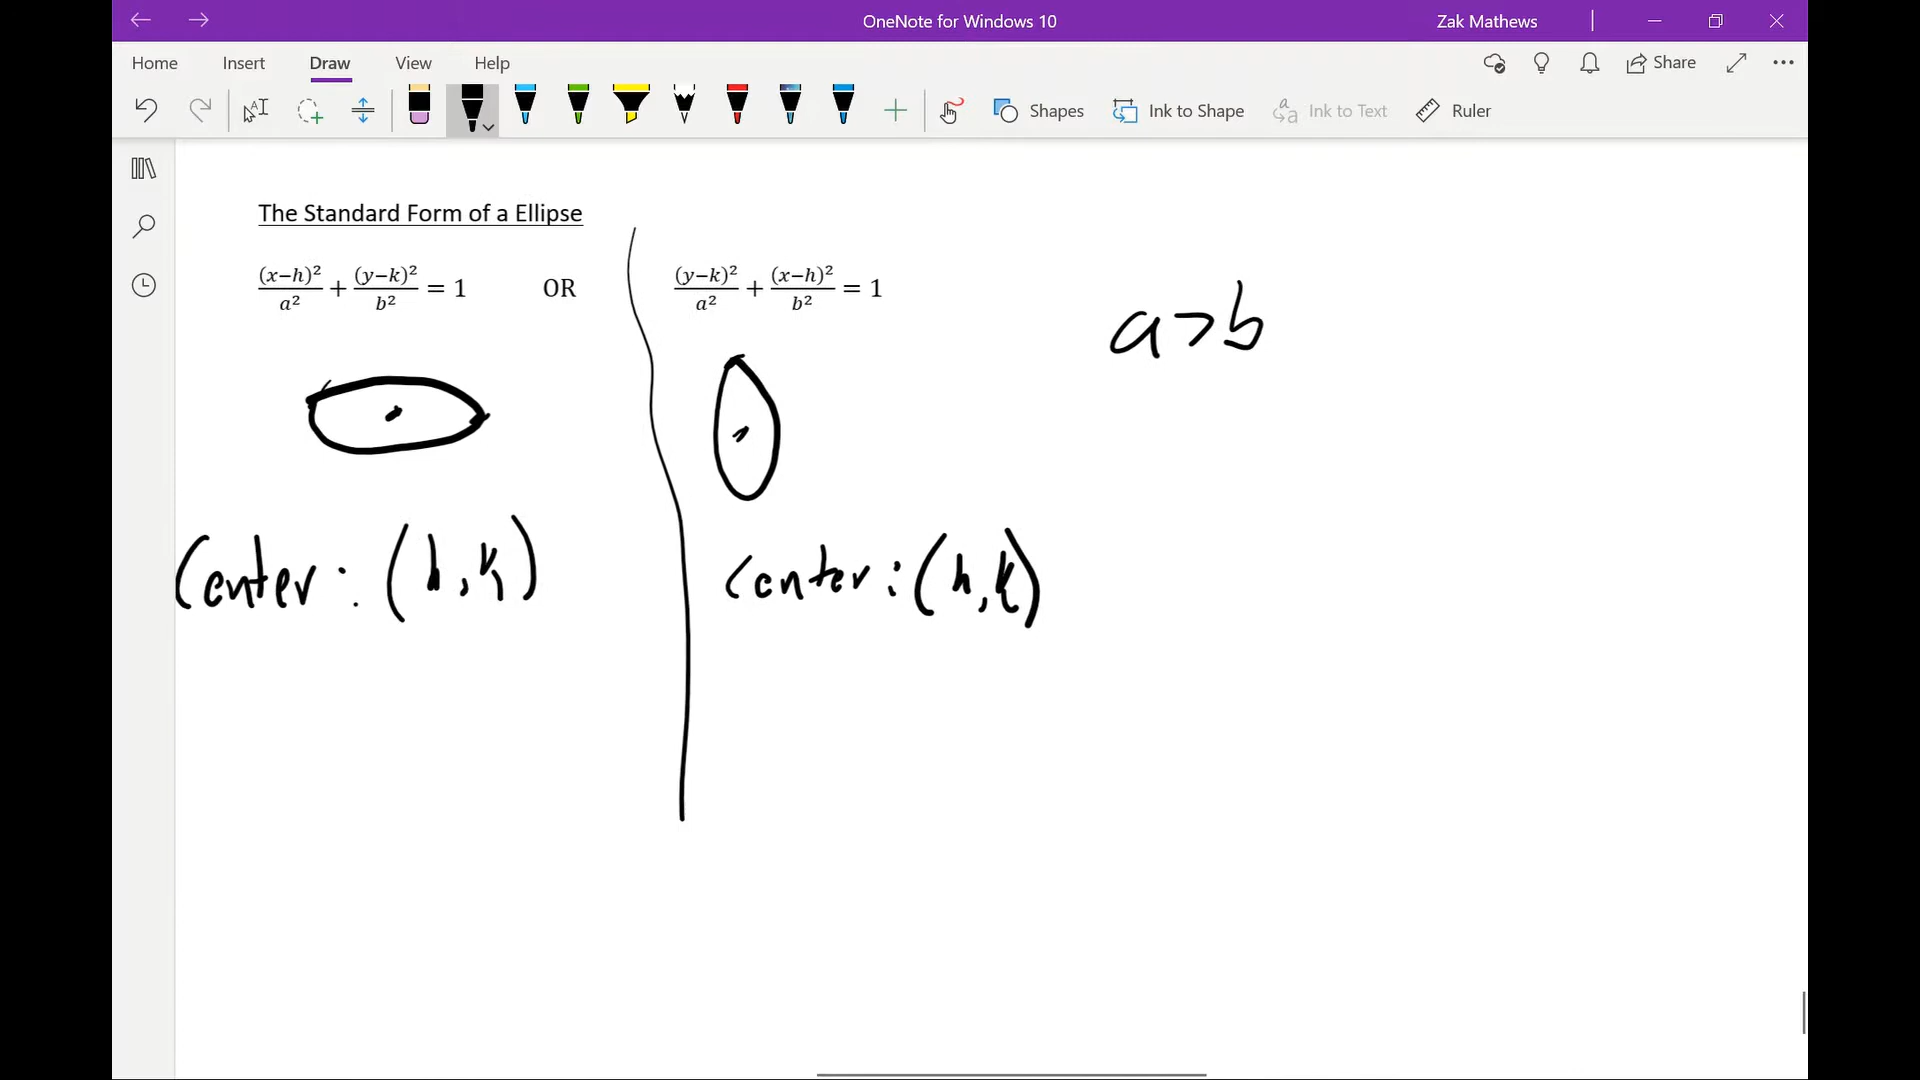 OneNote for Windows 10
Zak Mathews
Home Insert Draw View Help
Share
Shapes Ink to Shape Ink to Text Ruler
The Standard Form of a Ellipse
(x−h)²/a² + (y−k)²/b² = 1 OR (y−k)²/a² + (x−h)²/b² = 1
a>b
Center: (h,k)
Center: (h,k)